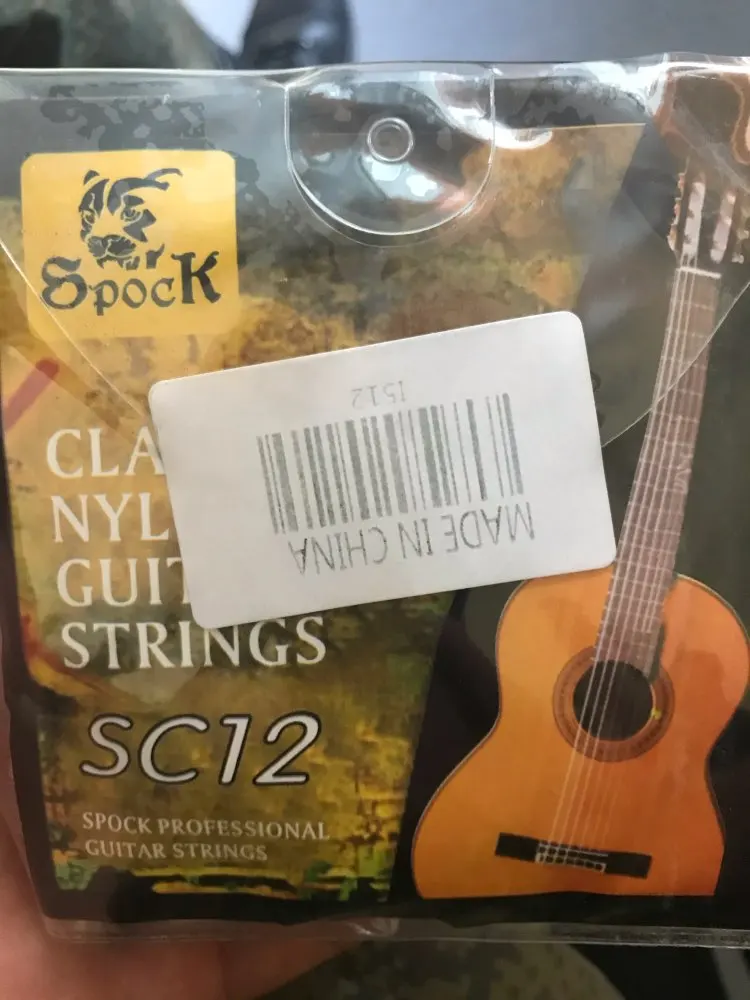 Spock
1512
MADE IN CHINA
CLA
NYL
GUIT
STRINGS
SC12
SPOCK PROFESSIONAL
GUITAR STRINGS